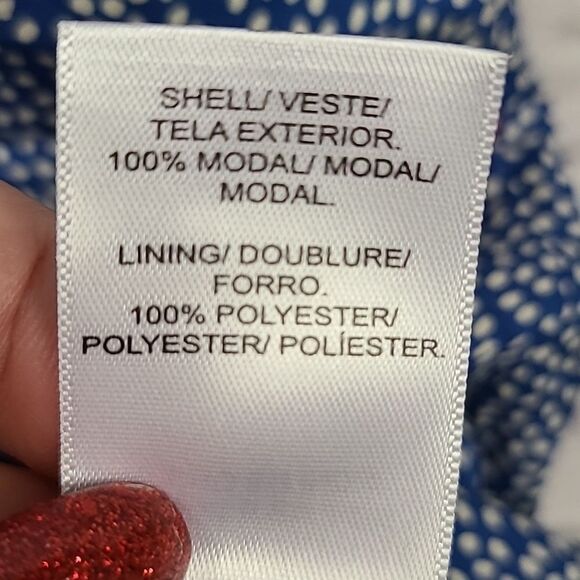 SHELL/ VESTE/
TELA EXTERIOR.
100% MODAL/ MODAL/
MODAL.
LINING/ DOUBLURE/
FORRO.
100% POLYESTER/
POLYESTER/ POLÍESTER.